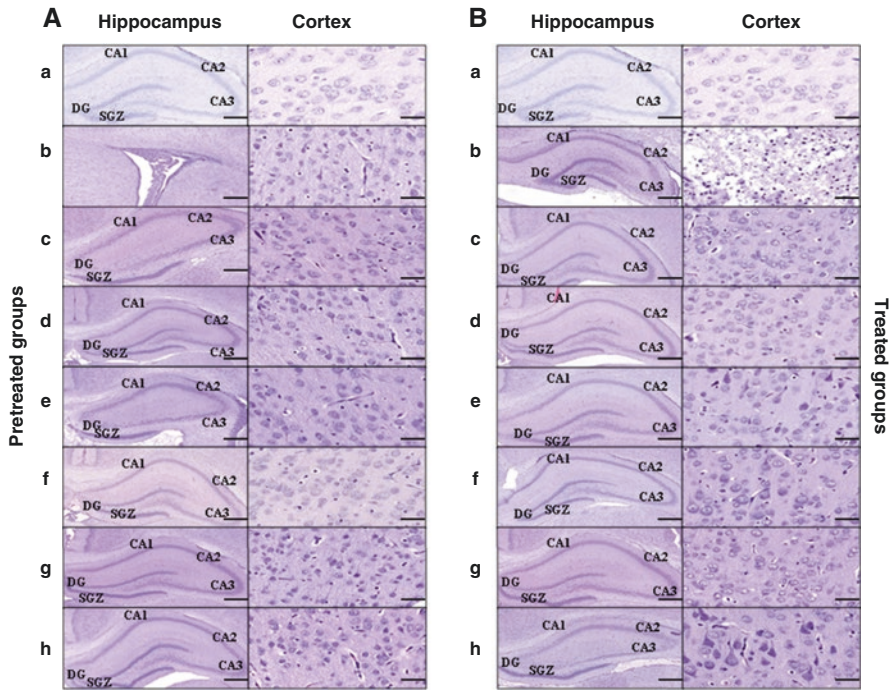 A
Hippocampus Cortex
Pretreated groups
a
CA1
CA2
CA3
DG
SGZ
b
c
CA1
CA2
CA3
DG
SGZ
d
CA1
CA2
DG
SGZ
CA3
e
CA1
CA2
CA3
DG
SGZ
f
CA1
CA2
DG
SGZ
CA3
g
CA1
CA2
DG
CA3
SGZ
h
CA1
CA2
CA3
DG
SGZ
B
Hippocampus Cortex
Treated groups
a
CA1
CA2
CA3
DG
SGZ
b
CA1
CA2
DG
SGZ
CA3
c
CA1
CA2
DG
CA3
SGZ
d
CA1
CA2
DG
SGZ
CA3
e
CA1
CA2
CA3
DG
SGZ
f
CA1
CA2
CA3
SGZ
DG
g
CA1
CA2
DG
CA3
SGZ
h
CA1
CA2
CA3
DG
SGZ